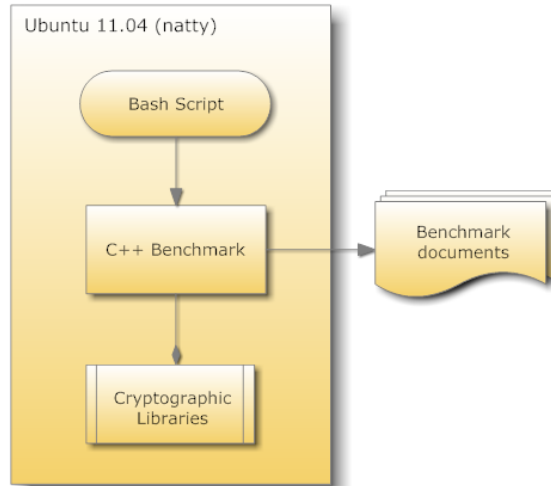 Ubuntu 11.04 (natty)
Bash Script
C++ Benchmark
Benchmark
documents
Cryptographic
Libraries